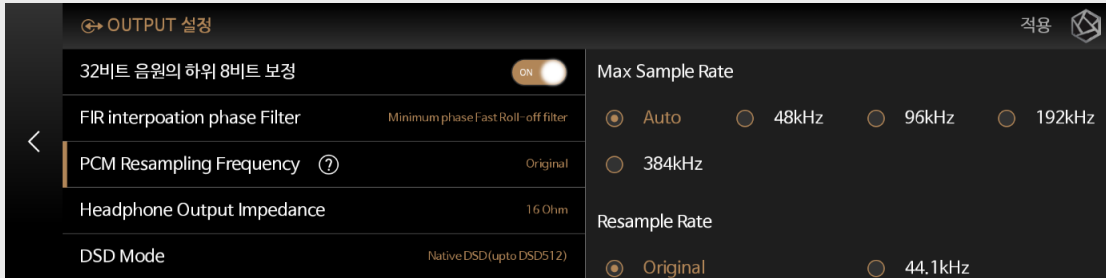 OUTPUT 설정
적용
32비트 음원의 하위 8비트 보정 ON
FIR interpoation phase Filter Minimum phase Fast Roll-off filter
PCM Resampling Frequency ? Original
Headphone Output Impedance 16 Ohm
DSD Mode Native DSD(upto DSD512)
Max Sample Rate
Auto 48kHz 96kHz 192kHz
384kHz
Resample Rate
Original 44.1kHz